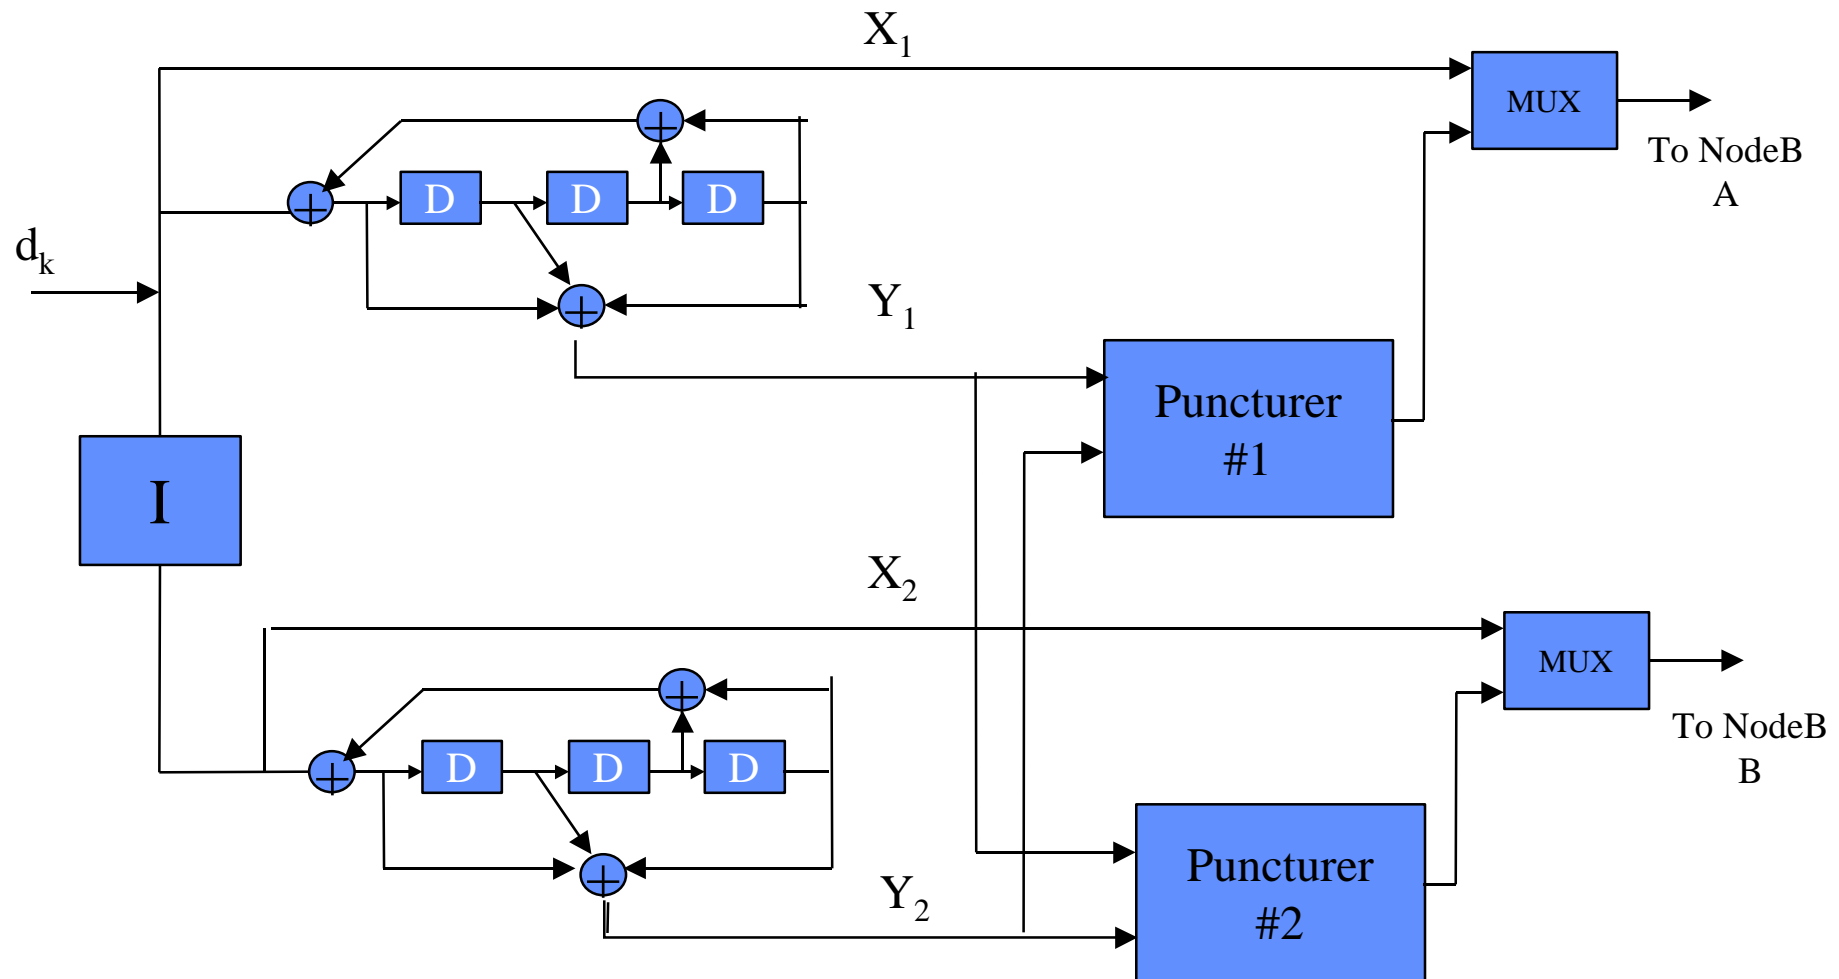 X₁
MUX
To NodeB
A
D D D
dₖ
Y₁
Puncturer
#1
I
X₂
MUX
To NodeB
B
D D D
Puncturer
#2
Y₂